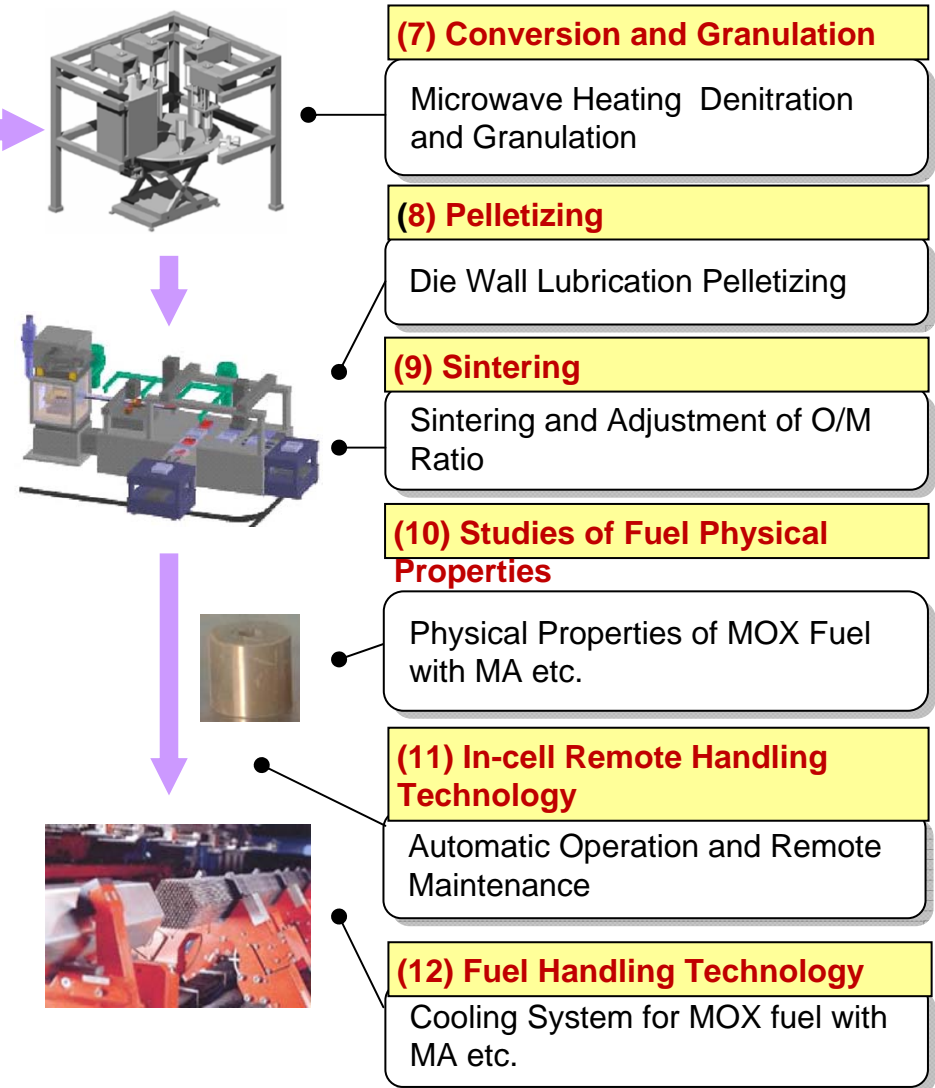 (7) Conversion and Granulation
Microwave Heating Denitration
and Granulation
(8) Pelletizing
Die Wall Lubrication Pelletizing
(9) Sintering
Sintering and Adjustment of O/M
Ratio
(10) Studies of Fuel Physical
Properties
Physical Properties of MOX Fuel
with MA etc.
(11) In-cell Remote Handling
Technology
Automatic Operation and Remote
Maintenance
(12) Fuel Handling Technology
Cooling System for MOX fuel with
MA etc.